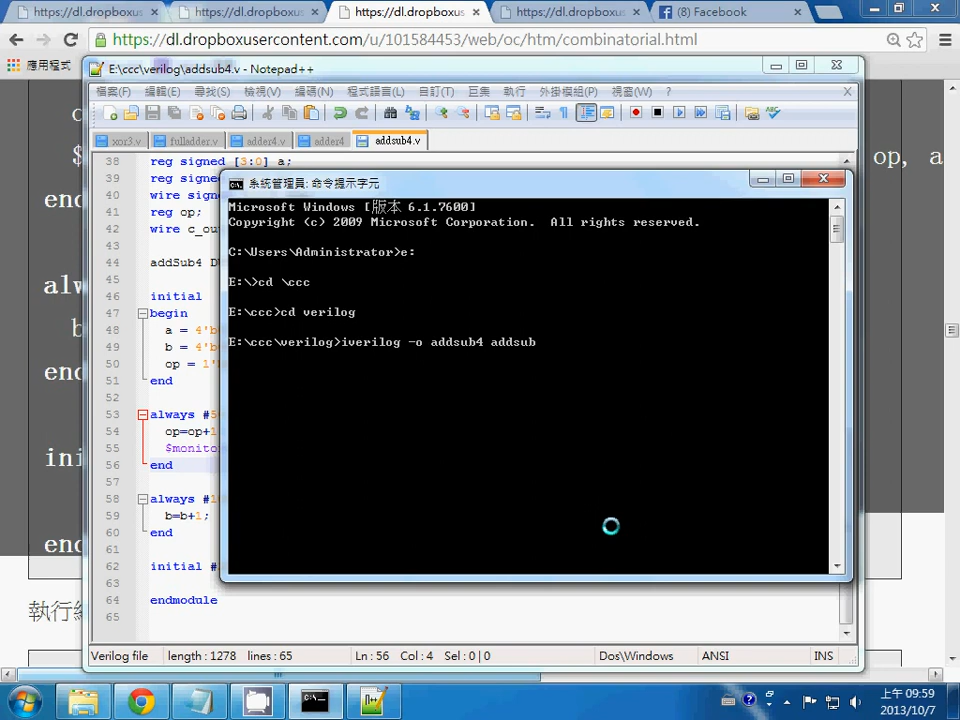 https://dl.dropboxus
https://dl.dropboxus
https://dl.dropboxus
https://dl.dropboxus
(8) Facebook
https://dl.dropboxusercontent.com/u/101584453/web/oc/htm/combinatorial.html
應用程式
E:\ccc\verilog\addsub4.v - Notepad++
檔案(F) 編輯(E) 尋找(S) 檢視(V) 編碼(N) 程式語言(L) 自訂(T) 巨集 執行 外掛模組(P) 視窗(W) ? X
xor3.v fulladder.v adder4.v adder4 addsub4.v
38 reg signed [3:0] a;
39 reg signed
40 wire sign
41 reg op;
42 wire c_ou
43
44 addSub4 D
45
46 initial
47 begin
48 a = 4'b
49 b = 4'b
50 op = 1'
51 end
52
53 always #5
54 op=op+1
55 $monito
56 end
57
58 always #1
59 b=b+1;
60 end
61
62 initial #
63
64 endmodule
65
系統管理員: 命令提示字元
Microsoft Windows [版本 6.1.7600]
Copyright (c) 2009 Microsoft Corporation. All rights reserved.
C:\Users\Administrator>e:
E:\>cd \ccc
E:\ccc>cd verilog
E:\ccc\verilog>iverilog -o addsub4 addsub
Verilog file length : 1278 lines : 65 Ln : 56 Col : 4 Sel : 0 | 0 Dos\Windows ANSI INS
$
op, a
end
alw
b
end
ini
end
執行
上午 09:59
2013/10/7